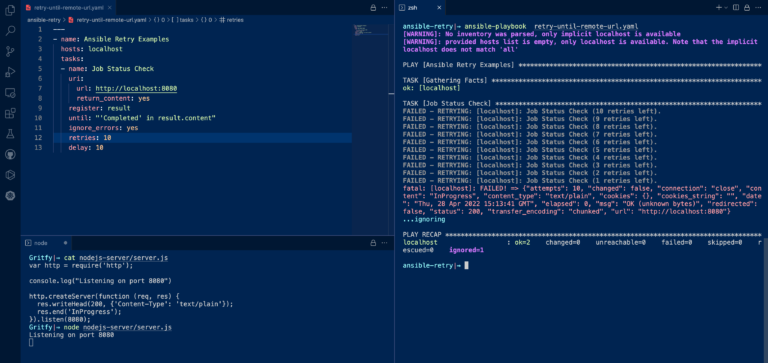 retry-until-remote-url.yaml
ansible-retry > retry-until-remote-url.yaml > {} 0 > [ ] tasks > {} 0 > retries
1 ---
2 - name: Ansible Retry Examples
3 hosts: localhost
4 tasks:
5 - name: Job Status Check
6 uri:
7 url: http://localhost:8080
8 return_content: yes
9 register: result
10 until: "'Completed' in result.content"
11 ignore_errors: yes
12 retries: 10
13 delay: 10
node
Gritfy|⇒ cat nodejs-server/server.js
var http = require('http');
console.log("Listening on port 8080")
http.createServer(function (req, res) {
res.writeHead(200, {'Content-Type': 'text/plain'});
res.end('InProgress');
}).listen(8080);
Gritfy|⇒ node nodejs-server/server.js
Listening on port 8080
zsh
ansible-retry|⇒ ansible-playbook retry-until-remote-url.yaml
[WARNING]: No inventory was parsed, only implicit localhost is available
[WARNING]: provided hosts list is empty, only localhost is available. Note that the implicit
localhost does not match 'all'
PLAY [Ansible Retry Examples] *************************************************************
TASK [Gathering Facts] ********************************************************************
ok: [localhost]
TASK [Job Status Check] *******************************************************************
FAILED - RETRYING: [localhost]: Job Status Check (10 retries left).
FAILED - RETRYING: [localhost]: Job Status Check (9 retries left).
FAILED - RETRYING: [localhost]: Job Status Check (8 retries left).
FAILED - RETRYING: [localhost]: Job Status Check (7 retries left).
FAILED - RETRYING: [localhost]: Job Status Check (6 retries left).
FAILED - RETRYING: [localhost]: Job Status Check (5 retries left).
FAILED - RETRYING: [localhost]: Job Status Check (4 retries left).
FAILED - RETRYING: [localhost]: Job Status Check (3 retries left).
FAILED - RETRYING: [localhost]: Job Status Check (2 retries left).
FAILED - RETRYING: [localhost]: Job Status Check (1 retries left).
fatal: [localhost]: FAILED! => {"attempts": 10, "changed": false, "connection": "close", "con
tent": "InProgress", "content_type": "text/plain", "cookies": {}, "cookies_string": "", "date
": "Thu, 28 Apr 2022 15:13:41 GMT", "elapsed": 0, "msg": "OK (unknown bytes)", "redirected":
false, "status": 200, "transfer_encoding": "chunked", "url": "http://localhost:8080"}
...ignoring
PLAY RECAP ********************************************************************************
localhost : ok=2 changed=0 unreachable=0 failed=0 skipped=0 r
escued=0 ignored=1
ansible-retry|⇒